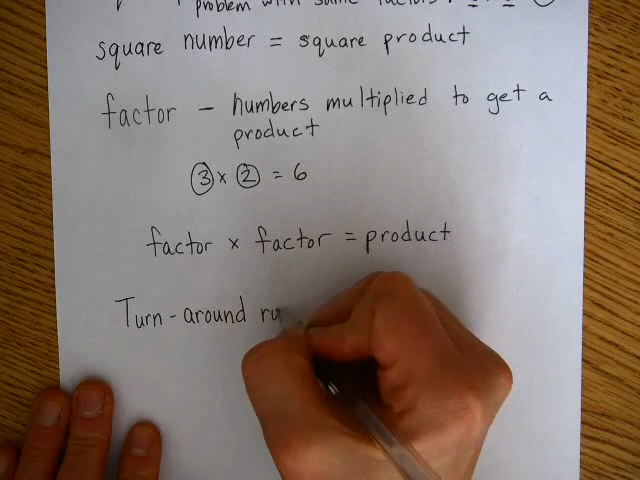 problem with same factors.
square number = square product
factor – numbers multiplied to get a
product
3 x 2 = 6
factor x factor = product
Turn-around ru